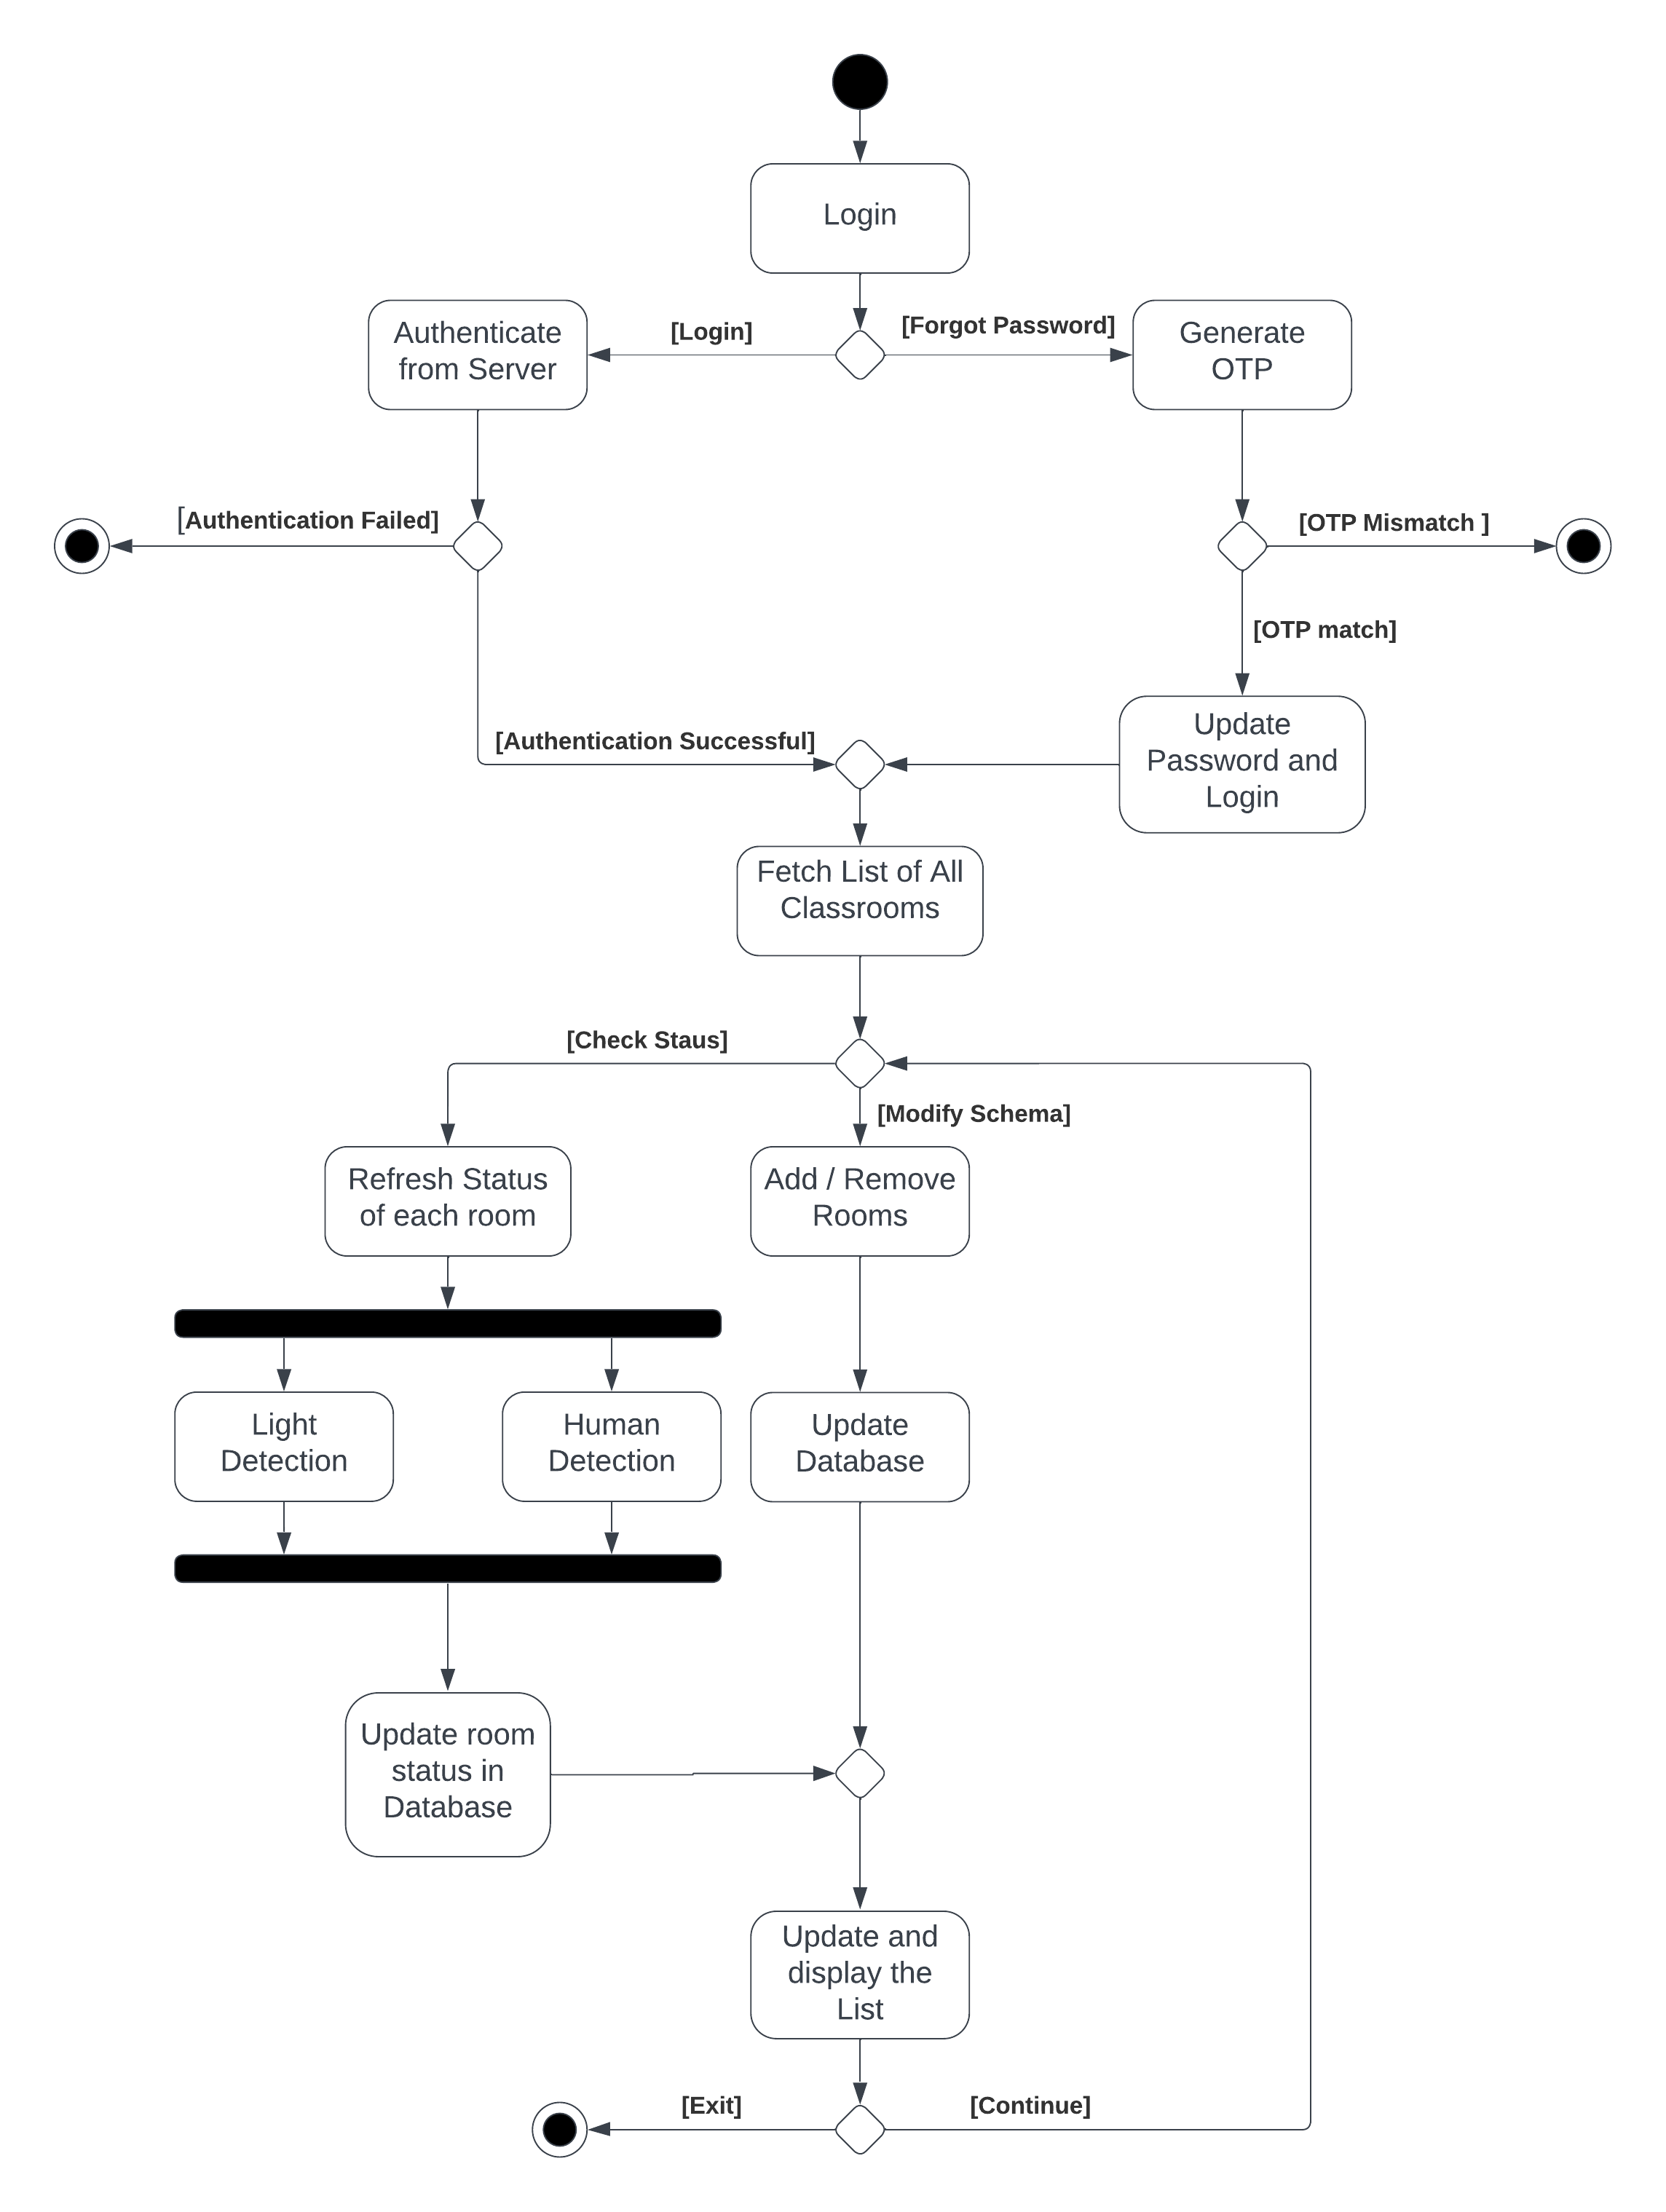 Login
[Login]
[Forgot Password]
Authenticate
from Server
Generate
OTP
[Authentication Failed]
[OTP Mismatch ]
[OTP match]
[Authentication Successful]
Update
Password and
Login
Fetch List of All
Classrooms
[Check Staus]
[Modify Schema]
Refresh Status
of each room
Add / Remove
Rooms
Light
Detection
Human
Detection
Update
Database
Update room
status in
Database
Update and
display the
List
[Exit]
[Continue]